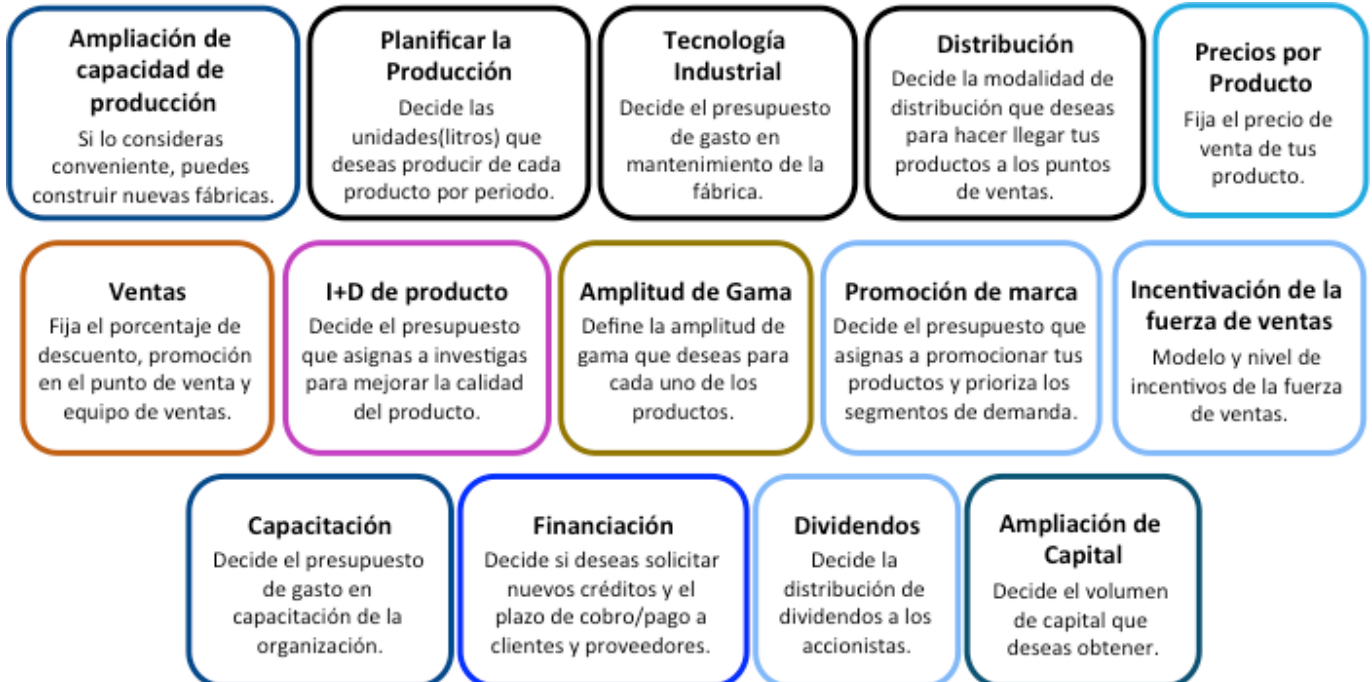 Ampliación de
capacidad de
producción
Si lo consideras
conveniente, puedes
construir nuevas fábricas.
Planificar la
Producción
Decide las
unidades(litros) que
deseas producir de cada
producto por periodo.
Tecnología
Industrial
Decide el presupuesto
de gasto en
mantenimiento de la
fábrica.
Distribución
Decide la modalidad de
distribución que deseas
para hacer llegar tus
productos a los puntos
de ventas.
Precios por
Producto
Fija el precio de
venta de tus
producto.
Ventas
Fija el porcentaje de
descuento, promoción
en el punto de venta y
equipo de ventas.
I+D de producto
Decide el presupuesto
que asignas a investigas
para mejorar la calidad
del producto.
Amplitud de Gama
Define la amplitud de
gama que deseas para
cada uno de los
productos.
Promoción de marca
Decide el presupuesto que
asignas a promocionar tus
productos y prioriza los
segmentos de demanda.
Incentivación de la
fuerza de ventas
Modelo y nivel de
incentivos de la fuerza
de ventas.
Capacitación
Decide el presupuesto
de gasto en
capacitación de la
organización.
Financiación
Decide si deseas solicitar
nuevos créditos y el
plazo de cobro/pago a
clientes y proveedores.
Dividendos
Decide la
distribución de
dividendos a los
accionistas.
Ampliación de
Capital
Decide el volumen
de capital que
deseas obtener.